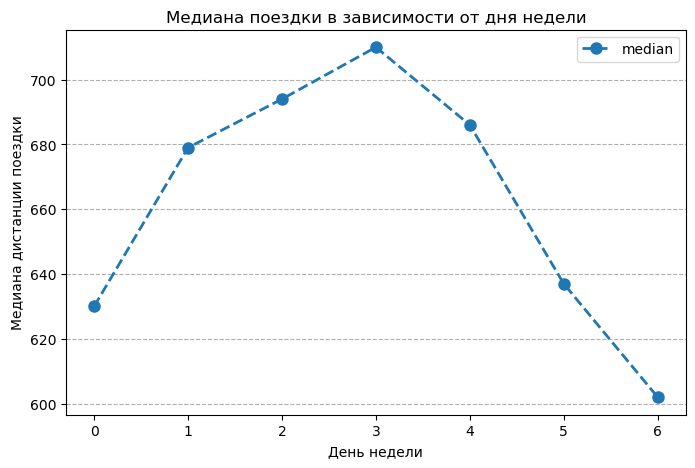 Медиана поездки в зависимости от дня недели
median
Медиана дистанции поездки
700
680
660
640
620
600
0 1 2 3 4 5 6
День недели